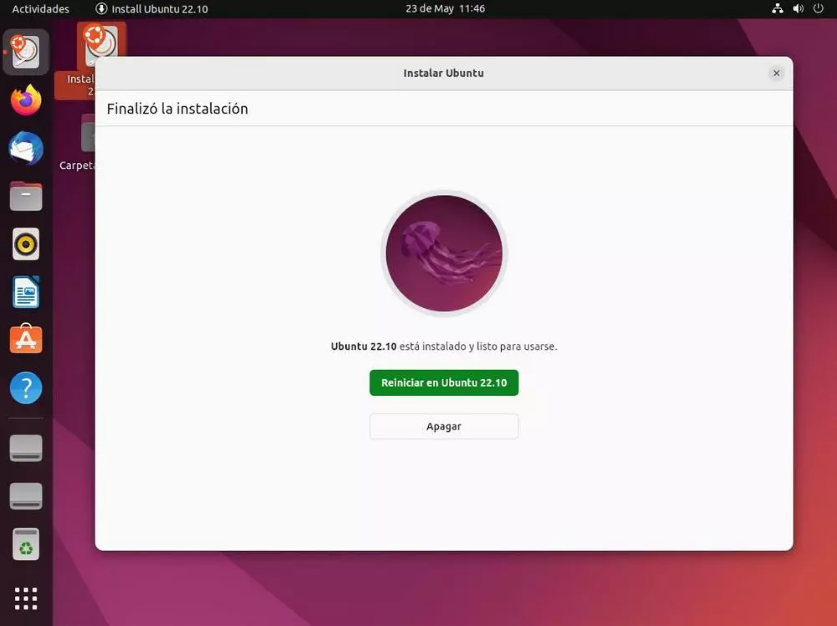 Actividades
Install Ubuntu 22.10
23 de May 11:46
Instal
2
Carpeta
Instalar Ubuntu
Finalizó la instalación
Ubuntu 22.10 está instalado y listo para usarse.
Reiniciar en Ubuntu 22.10
Apagar